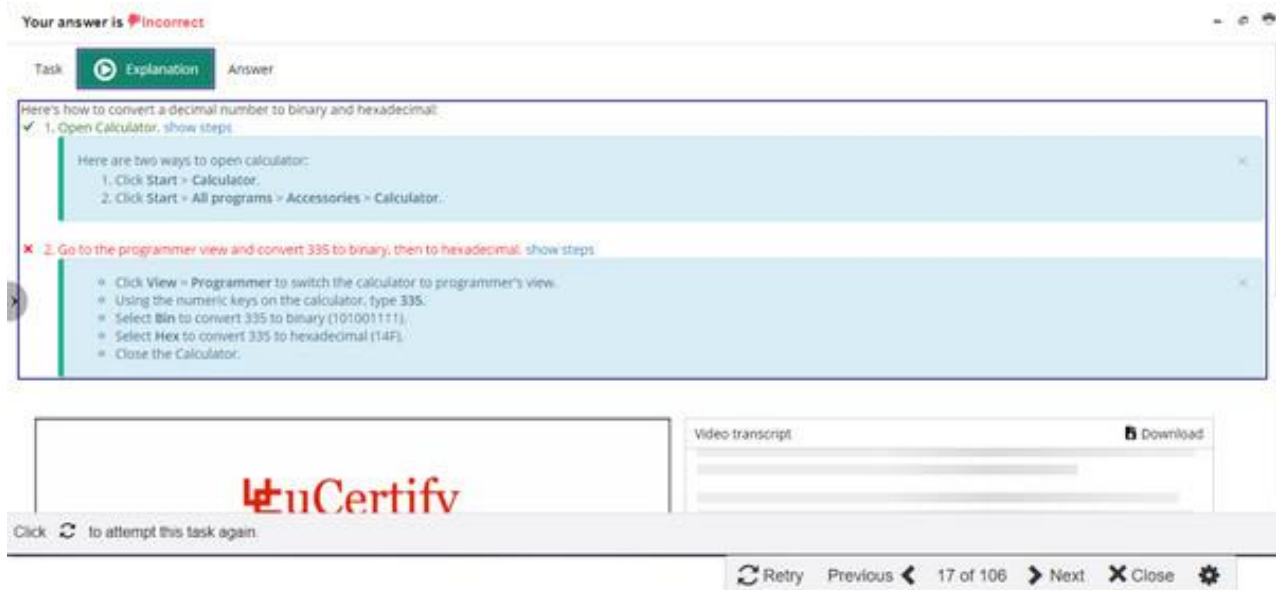 Your answer is Incorrect
Task Explanation Answer
Here's how to convert a decimal number to binary and hexadecimal:
1. Open Calculator. show steps
Here are two ways to open calculator:
1. Click Start > Calculator.
2. Click Start > All programs > Accessories > Calculator.
2. Go to the programmer view and convert 335 to binary, then to hexadecimal. show steps
Click View > Programmer to switch the calculator to programmer's view.
Using the numeric keys on the calculator, type 335.
Select Bin to convert 335 to binary (101001111).
Select Hex to convert 335 to hexadecimal (14F).
Close the Calculator.
Video transcript Download
uCertify
Click to attempt this task again.
Retry Previous 17 of 106 Next Close